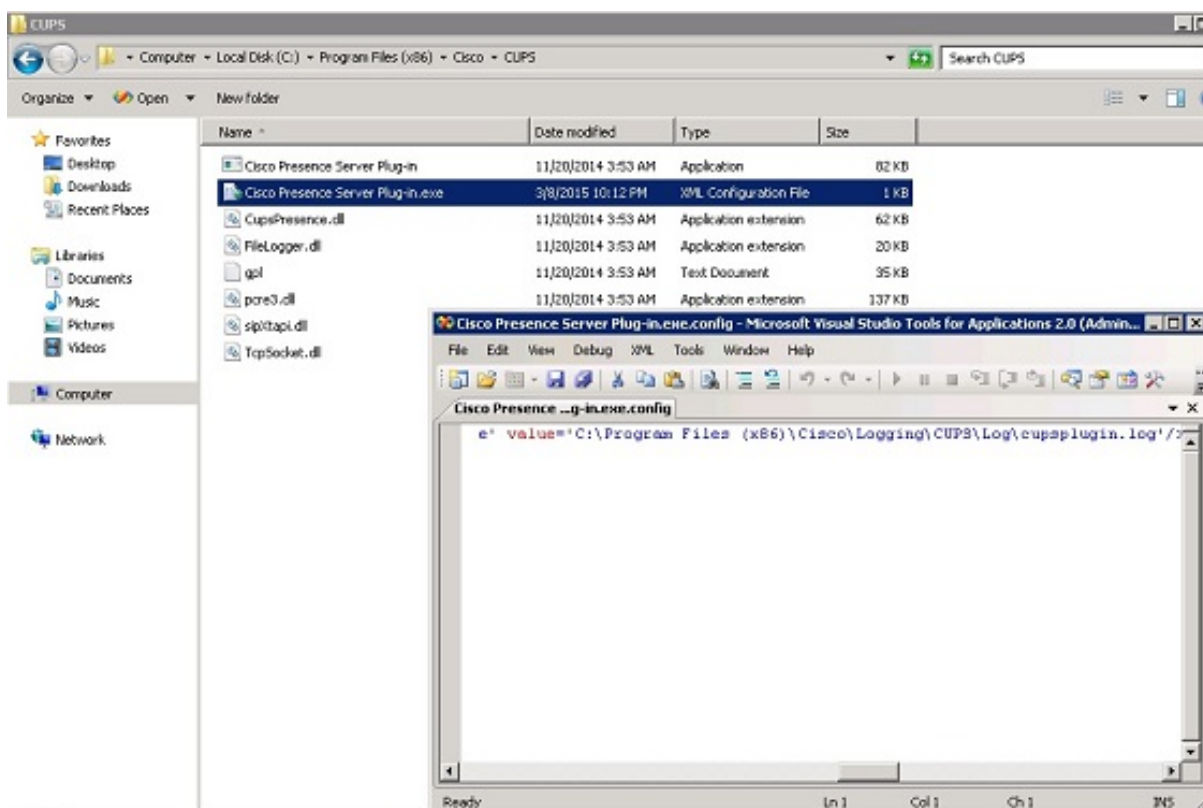 CUPS
Computer Local Disk (C:) Program Files (x86) Cisco CUPS
Search CUPS
Organize Open New folder
Favorites
Desktop
Downloads
Recent Places
Libraries
Documents
Music
Pictures
Videos
Computer
Network
Name Date modified Type Size
Cisco Presence Server Plug-in 11/20/2014 3:53 AM Application 82 KB
Cisco Presence Server Plug-in.exe 3/8/2015 10:12 PM XML Configuration File 1 KB
CupsPresence.dll 11/20/2014 3:53 AM Application extension 62 KB
FileLogger.dll 11/20/2014 3:53 AM Application extension 20 KB
gpl 11/20/2014 3:53 AM Text Document 35 KB
pcre3.dll 11/20/2014 3:53 AM Application extension 137 KB
sipXtapi.dll
TcpSocket.dll
Cisco Presence Server Plug-in.exe.config - Microsoft Visual Studio Tools for Applications 2.0 (Admin...
File Edit View Debug XML Tools Window Help
Cisco Presence ...g-in.exe.config
e' value='C:\Program Files (x86)\Cisco\Logging\CUPS\Log\cupsplugin.log'/>
Ready Ln 1 Col 1 Ch 1 INS